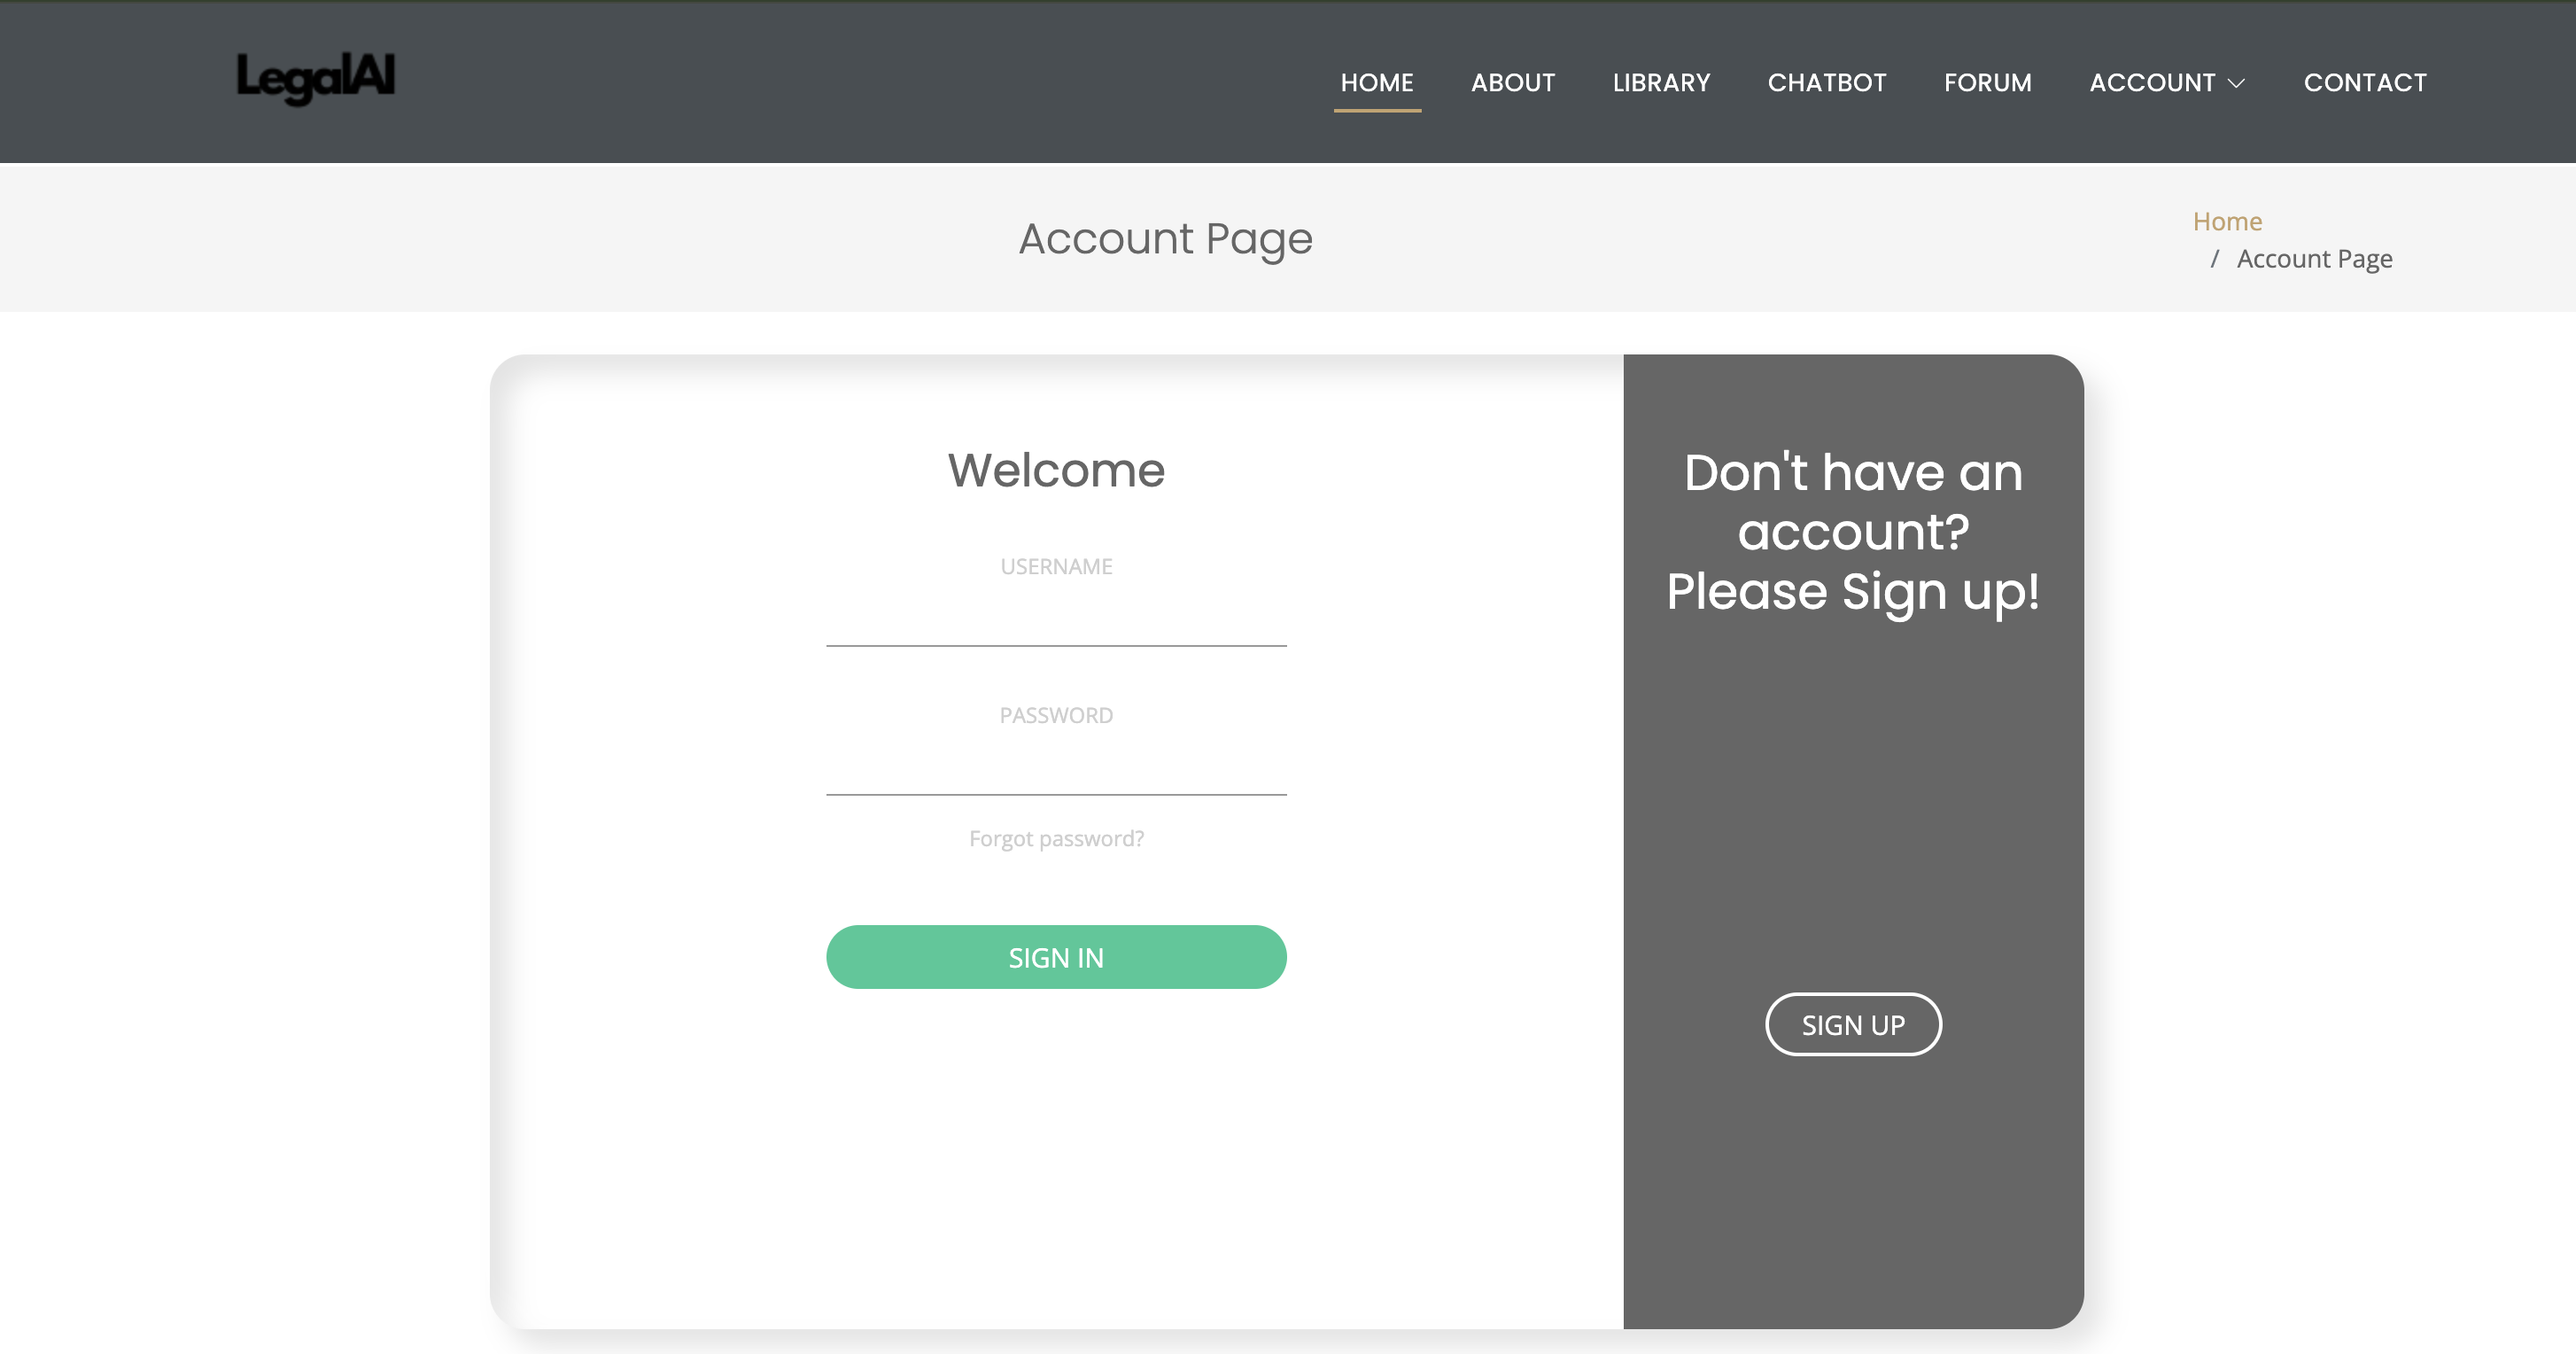 LegalAI
HOME ABOUT LIBRARY CHATBOT FORUM ACCOUNT CONTACT
Account Page
Home
/ Account Page
Welcome
USERNAME
PASSWORD
Forgot password?
SIGN IN
Don't have an
account?
Please Sign up!
SIGN UP